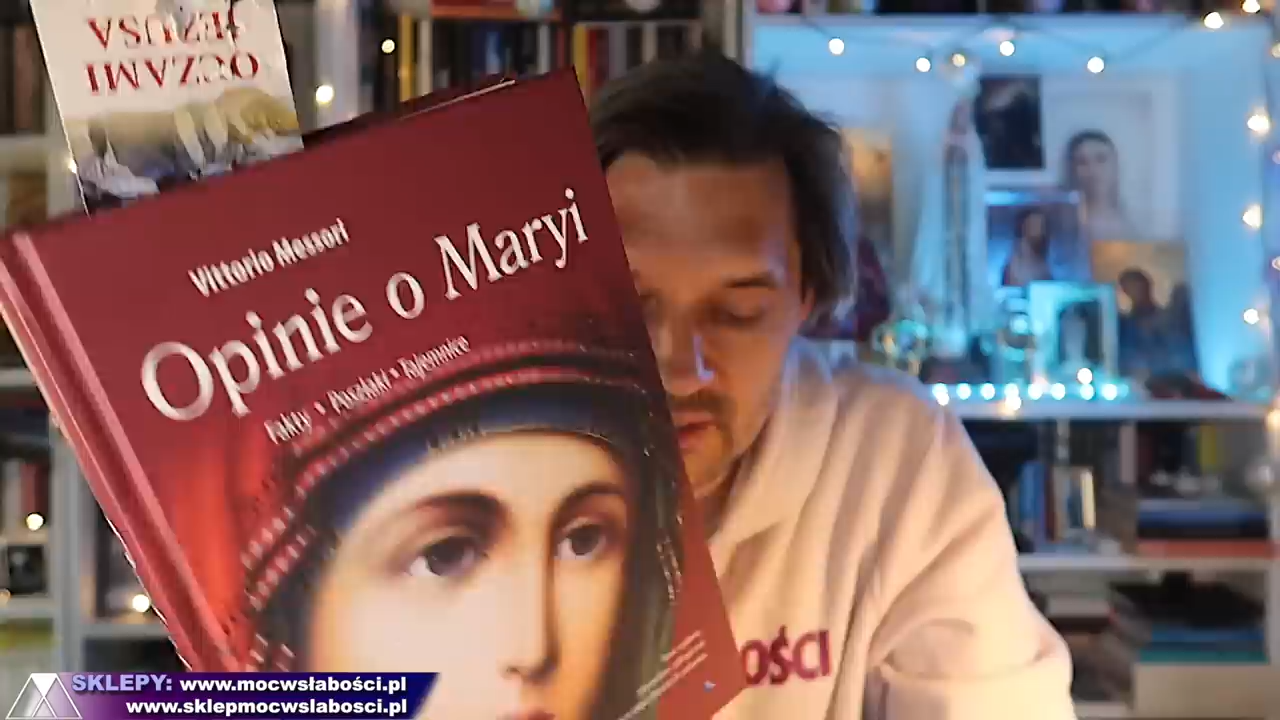 OCZAMI
JEZUSA
Vittorio Messori
Opinie o Maryi
Fakty • Poszlaki • Tajemnice
OŚCI
SKLEPY: www.mocwsłabości.pl
www.sklepmocwslabosci.pl